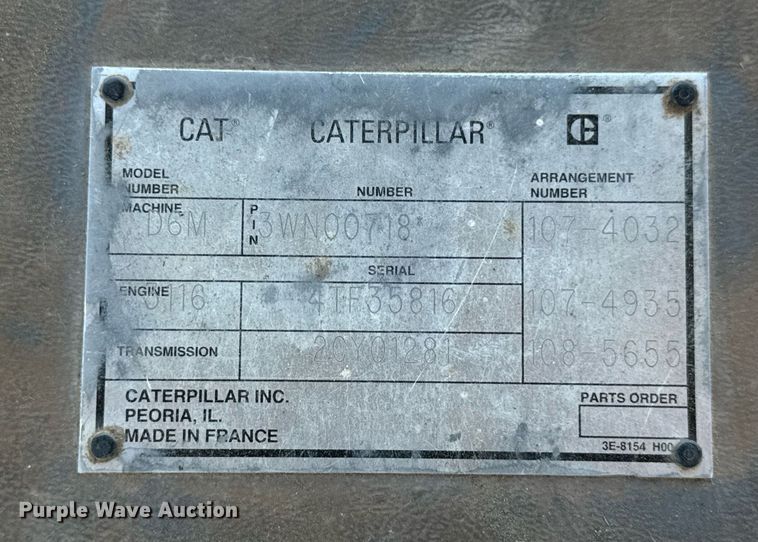 CAT® CATERPILLAR® ®
MODEL NUMBER NUMBER ARRANGEMENT NUMBER
MACHINE D6M PIN 3WN00718* 107-4032
SERIAL
ENGINE 3116 4TF35816 107-4935
TRANSMISSION 2CY01281 108-5655
CATERPILLAR INC.
PEORIA, IL.
MADE IN FRANCE
PARTS ORDER
3E-8154 H00
Purple Wave Auction